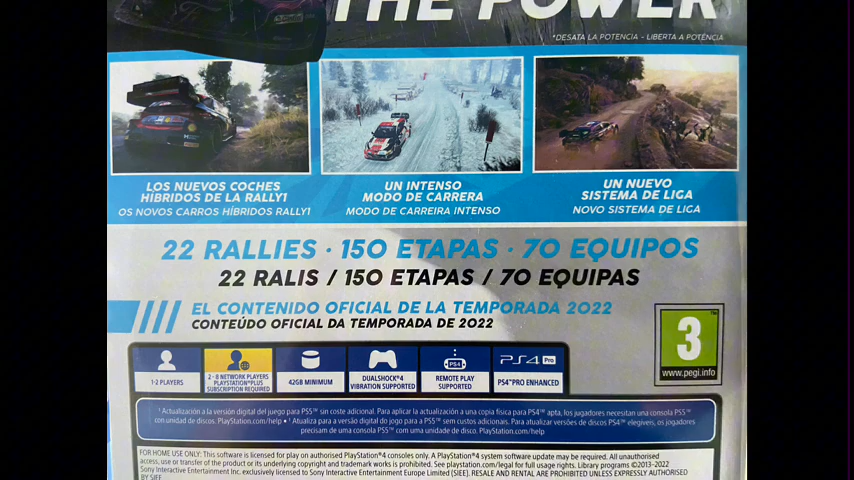 THE POWER
*DESATA LA POTENCIA - LIBERTA A POTÊNCIA
LOS NUEVOS COCHES
HÍBRIDOS DE LA RALLY1
OS NOVOS CARROS HÍBRIDOS RALLY1
UN INTENSO
MODO DE CARRERA
MODO DE CARREIRA INTENSO
UN NUEVO
SISTEMA DE LIGA
NOVO SISTEMA DE LIGA
22 RALLIES · 150 ETAPAS · 70 EQUIPOS
22 RALIS / 150 ETAPAS / 70 EQUIPAS
EL CONTENIDO OFICIAL DE LA TEMPORADA 2022
CONTEÚDO OFICIAL DA TEMPORADA DE 2022
3
www.pegi.info
1-2 PLAYERS
2 - 8 NETWORK PLAYERS
PLAYSTATION®PLUS
SUBSCRIPTION REQUIRED
42GB MINIMUM
DUALSHOCK®4
VIBRATION SUPPORTED
PS4
REMOTE PLAY
SUPPORTED
PS4 Pro
PS4™PRO ENHANCED
¹ Actualización a la versión digital del juego para PS5™ sin coste adicional. Para aplicar la actualización a una copia física para PS4™ apta, los jugadores necesitan una consola PS5™
con unidad de discos. PlayStation.com/help • ¹ Atualiza para a versão digital do jogo para a PS5™ sem custos adicionais. Para atualizar versões de discos PS4™ elegíveis, os jogadores
precisam de uma consola PS5™ com uma unidade de disco. PlayStation.com/help
FOR HOME USE ONLY: This software is licensed for play on authorised PlayStation®4 consoles only. A PlayStation®4 system software update may be required. All unauthorised
access, use or transfer of the product or its underlying copyright and trademark works is prohibited. See playstation.com/legal for full usage rights. Library programs ©2013-2022
Sony Interactive Entertainment Inc. exclusively licensed to Sony Interactive Entertainment Europe Limited (SIEE). RESALE AND RENTAL ARE PROHIBITED UNLESS EXPRESSLY AUTHORISED
BY SIEE.